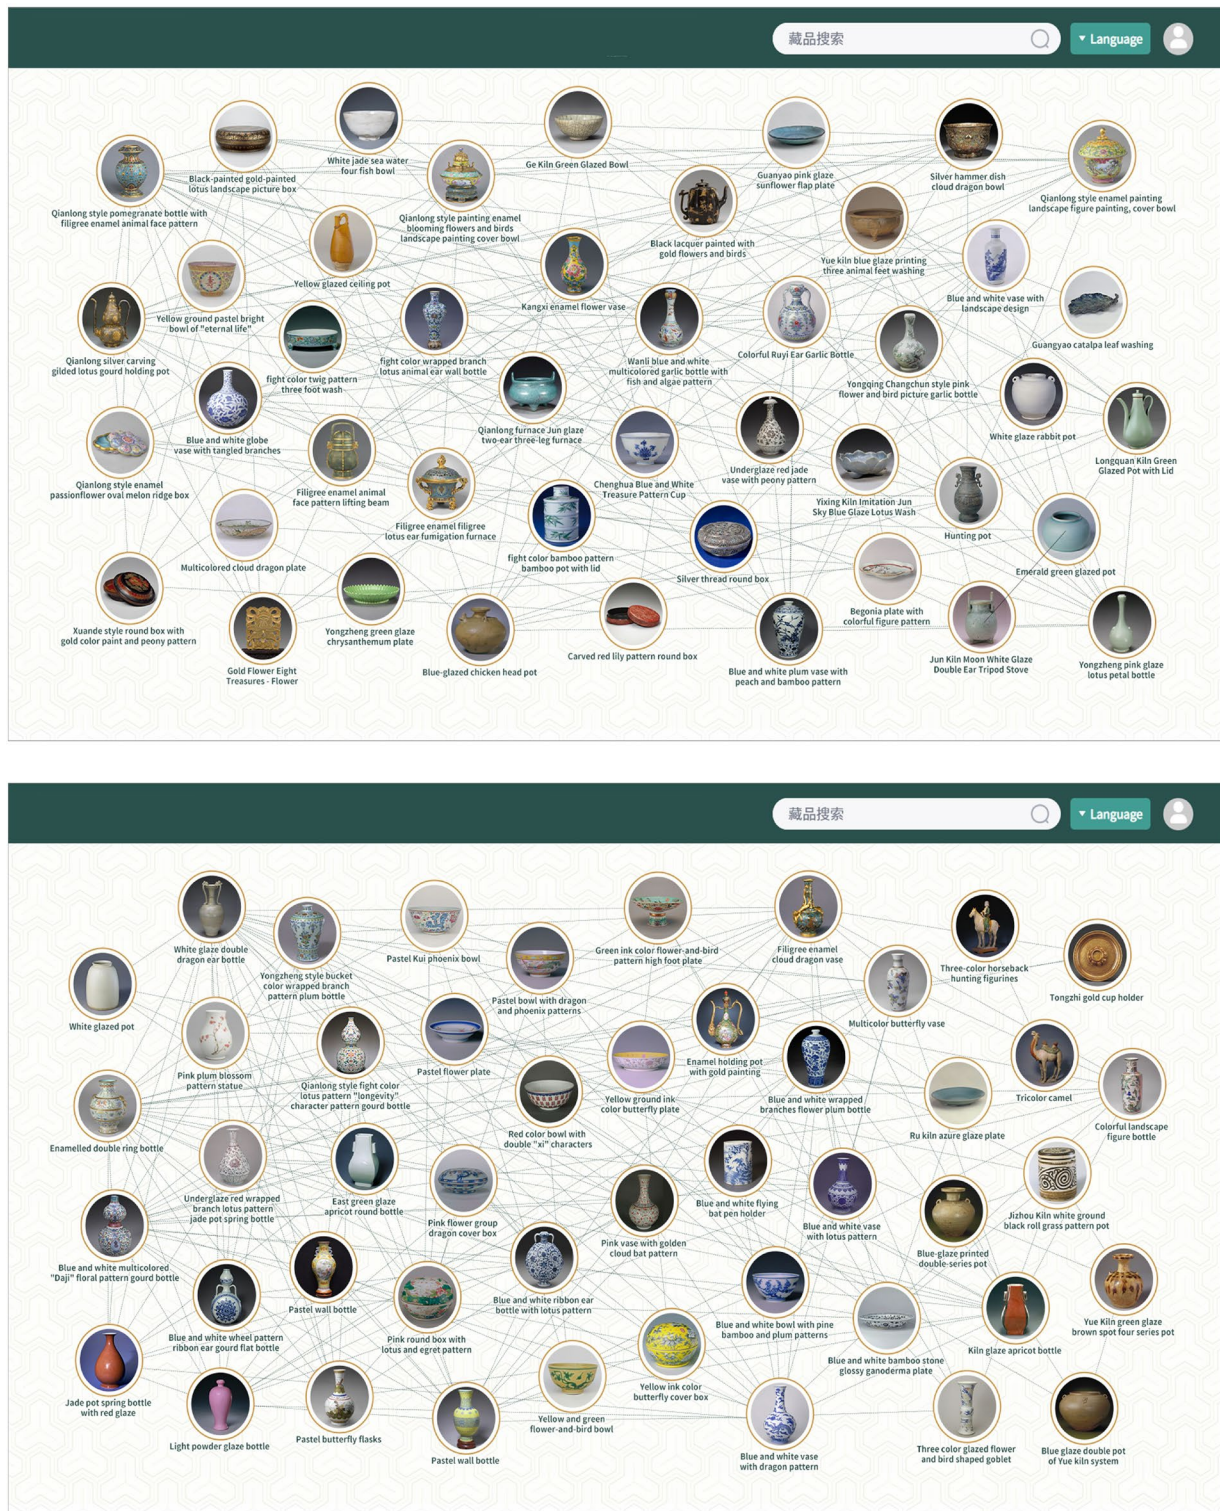 藏品搜索
Language
White jade sea water
four fish bowl
Ge Kiln Green Glazed Bowl
Black-painted gold-painted
lotus landscape picture box
Guanyao pink glaze
sunflower flap plate
Silver hammer dish
cloud dragon bowl
Qianlong style pomegranate bottle with
filigree enamel animal face pattern
Qianlong style painting enamel
blooming flowers and birds
landscape painting cover bowl
Qianlong style enamel painting
landscape figure painting, cover bowl
Black lacquer painted with
gold flowers and birds
Yue kiln blue glaze printing
three animal feet washing
Yellow glazed ceiling pot
Kangxi enamel flower vase
Blue and white vase with
landscape design
Yellow ground pastel bright
bowl of "eternal life"
Guangyao catalpa leaf washing
Qianlong silver carving
gilded lotus gourd holding pot
fight color twig pattern
three foot wash
fight color wrapped branch
lotus animal ear wall bottle
Wanli blue and white
multicolored garlic bottle with
fish and algae pattern
Colorful Ruyi Ear Garlic Bottle
Yongqing Changchun style pink
flower and bird picture garlic bottle
Blue and white globe
vase with tangled branches
Qianlong furnace Jun glaze
two-ear three-leg furnace
White glaze rabbit pot
Longquan Kiln Green
Glazed Pot with Lid
Qianlong style enamel
passionflower oval melon ridge box
Filigree enamel animal
face pattern lifting beam
Chenghua Blue and White
Treasure Pattern Cup
Underglaze red jade
vase with peony pattern
Yixing Kiln Imitation Jun
Sky Blue Glaze Lotus Wash
Filigree enamel filigree
lotus ear fumigation furnace
Hunting pot
Multicolored cloud dragon plate
fight color bamboo pattern
bamboo pot with lid
Silver thread round box
Emerald green glazed pot
Xuande style round box with
gold color paint and peony pattern
Yongzheng green glaze
chrysanthemum plate
Begonia plate with
colorful figure pattern
Gold Flower Eight
Treasures - Flower
Blue-glazed chicken head pot
Carved red lily pattern round box
Blue and white plum vase with
peach and bamboo pattern
Jun Kiln Moon White Glaze
Double Ear Tripod Stove
Yongzheng pink glaze
lotus petal bottle
藏品搜索
Language
White glaze double
dragon ear bottle
Pastel Kui phoenix bowl
Green ink color flower-and-bird
pattern high foot plate
Filigree enamel
cloud dragon vase
Yongzheng style bucket
color wrapped branch
pattern plum bottle
Three-color horseback
hunting figurines
Tongzhi gold cup holder
Pastel bowl with dragon
and phoenix patterns
White glazed pot
Multicolor butterfly vase
Pink plum blossom
pattern statue
Qianlong style fight color
lotus pattern "longevity"
character pattern gourd bottle
Pastel flower plate
Enamel holding pot
with gold painting
Yellow ground ink
color butterfly plate
Blue and white wrapped
branches flower plum bottle
Tricolor camel
Enamelled double ring bottle
Red color bowl with
double "xi" characters
Ru kiln azure glaze plate
Colorful landscape
figure bottle
Underglaze red wrapped
branch lotus pattern
jade pot spring bottle
East green glaze
apricot round bottle
Pink flower group
dragon cover box
Blue and white flying
bat pen holder
Blue and white vase
with lotus pattern
Jizhou Kiln white ground
black roll grass pattern pot
Pink vase with golden
cloud bat pattern
Blue-glaze printed
double-series pot
Blue and white multicolored
"Daji" floral pattern gourd bottle
Pastel wall bottle
Blue and white ribbon ear
bottle with lotus pattern
Blue and white wheel pattern
ribbon ear gourd flat bottle
Pink round box with
lotus and egret pattern
Blue and white bowl with pine
bamboo and plum patterns
Yue Kiln green glaze
brown spot four series pot
Kiln glaze apricot bottle
Blue and white bamboo stone
glossy ganoderma plate
Yellow ink color
butterfly cover box
Jade pot spring bottle
with red glaze
Light powder glaze bottle
Pastel butterfly flasks
Pastel wall bottle
Yellow and green
flower-and-bird bowl
Blue and white vase
with dragon pattern
Three color glazed flower
and bird shaped goblet
Blue glaze double pot
of Yue kiln system